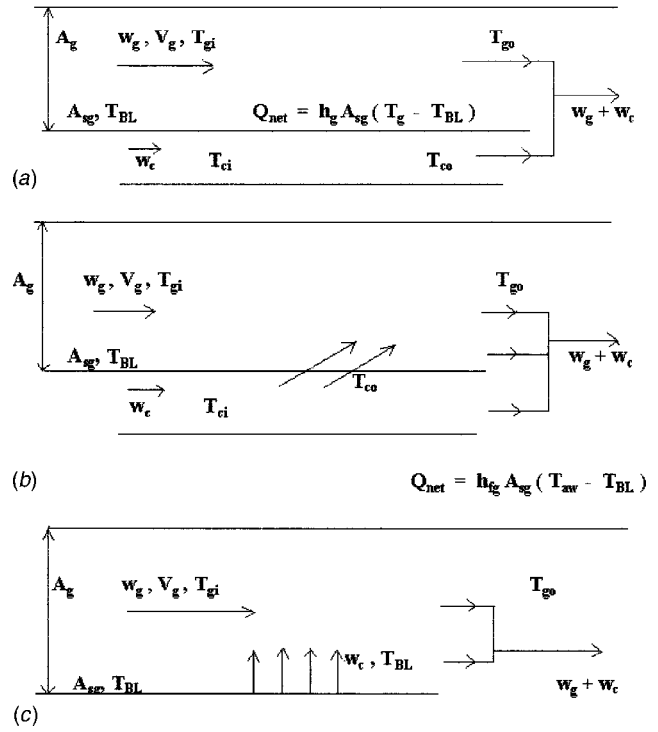 A_g w_g , V_g , T_gi T_go
A_sg, T_BL Q_net = h_g A_sg ( T_g - T_BL ) w_g + w_c
w_c T_ci T_co
(a)
A_g w_g , V_g , T_gi T_go
A_sg, T_BL w_g + w_c
w_c T_ci T_co
(b) Q_net = h_fg A_sg ( T_aw - T_BL )
A_g w_g , V_g , T_gi T_go
w_c , T_BL
A_sg, T_BL w_g + w_c
(c)